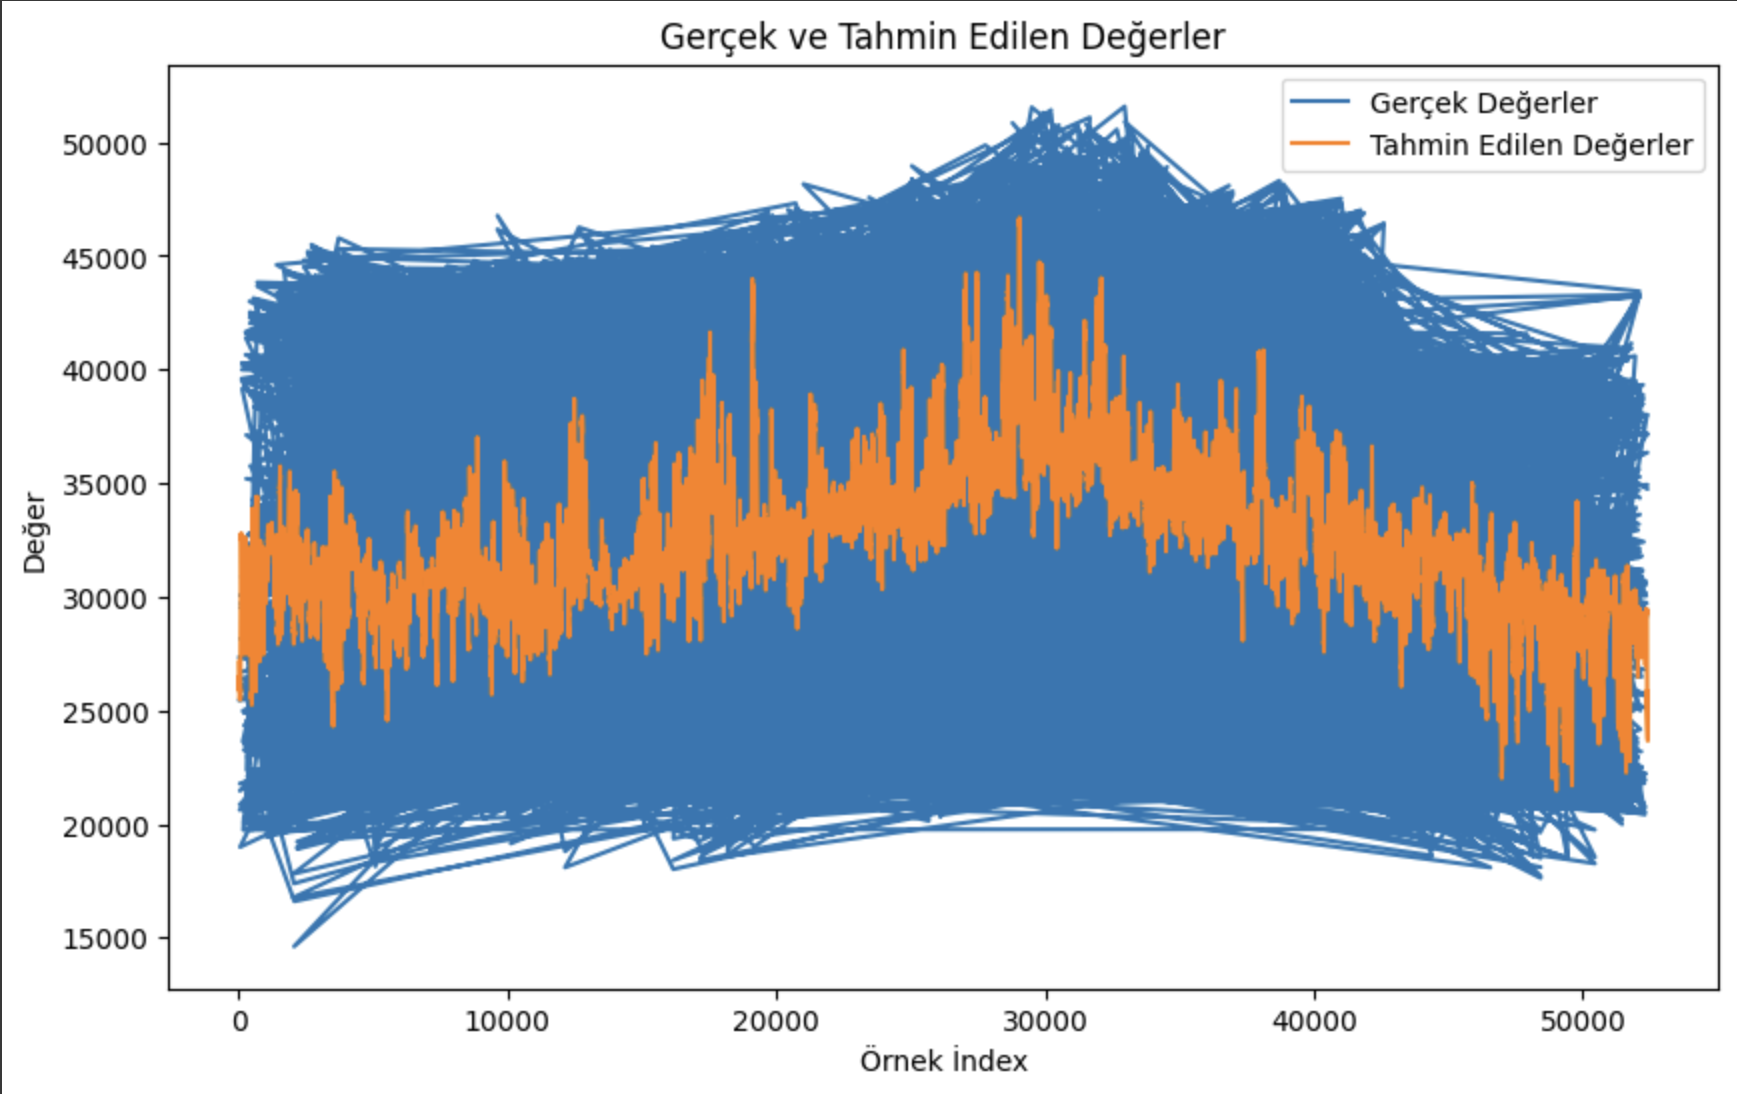 Gerçek ve Tahmin Edilen Değerler
Gerçek Değerler
Tahmin Edilen Değerler
Değer
50000
45000
40000
35000
30000
25000
20000
15000
0 10000 20000 30000 40000 50000
Örnek İndex